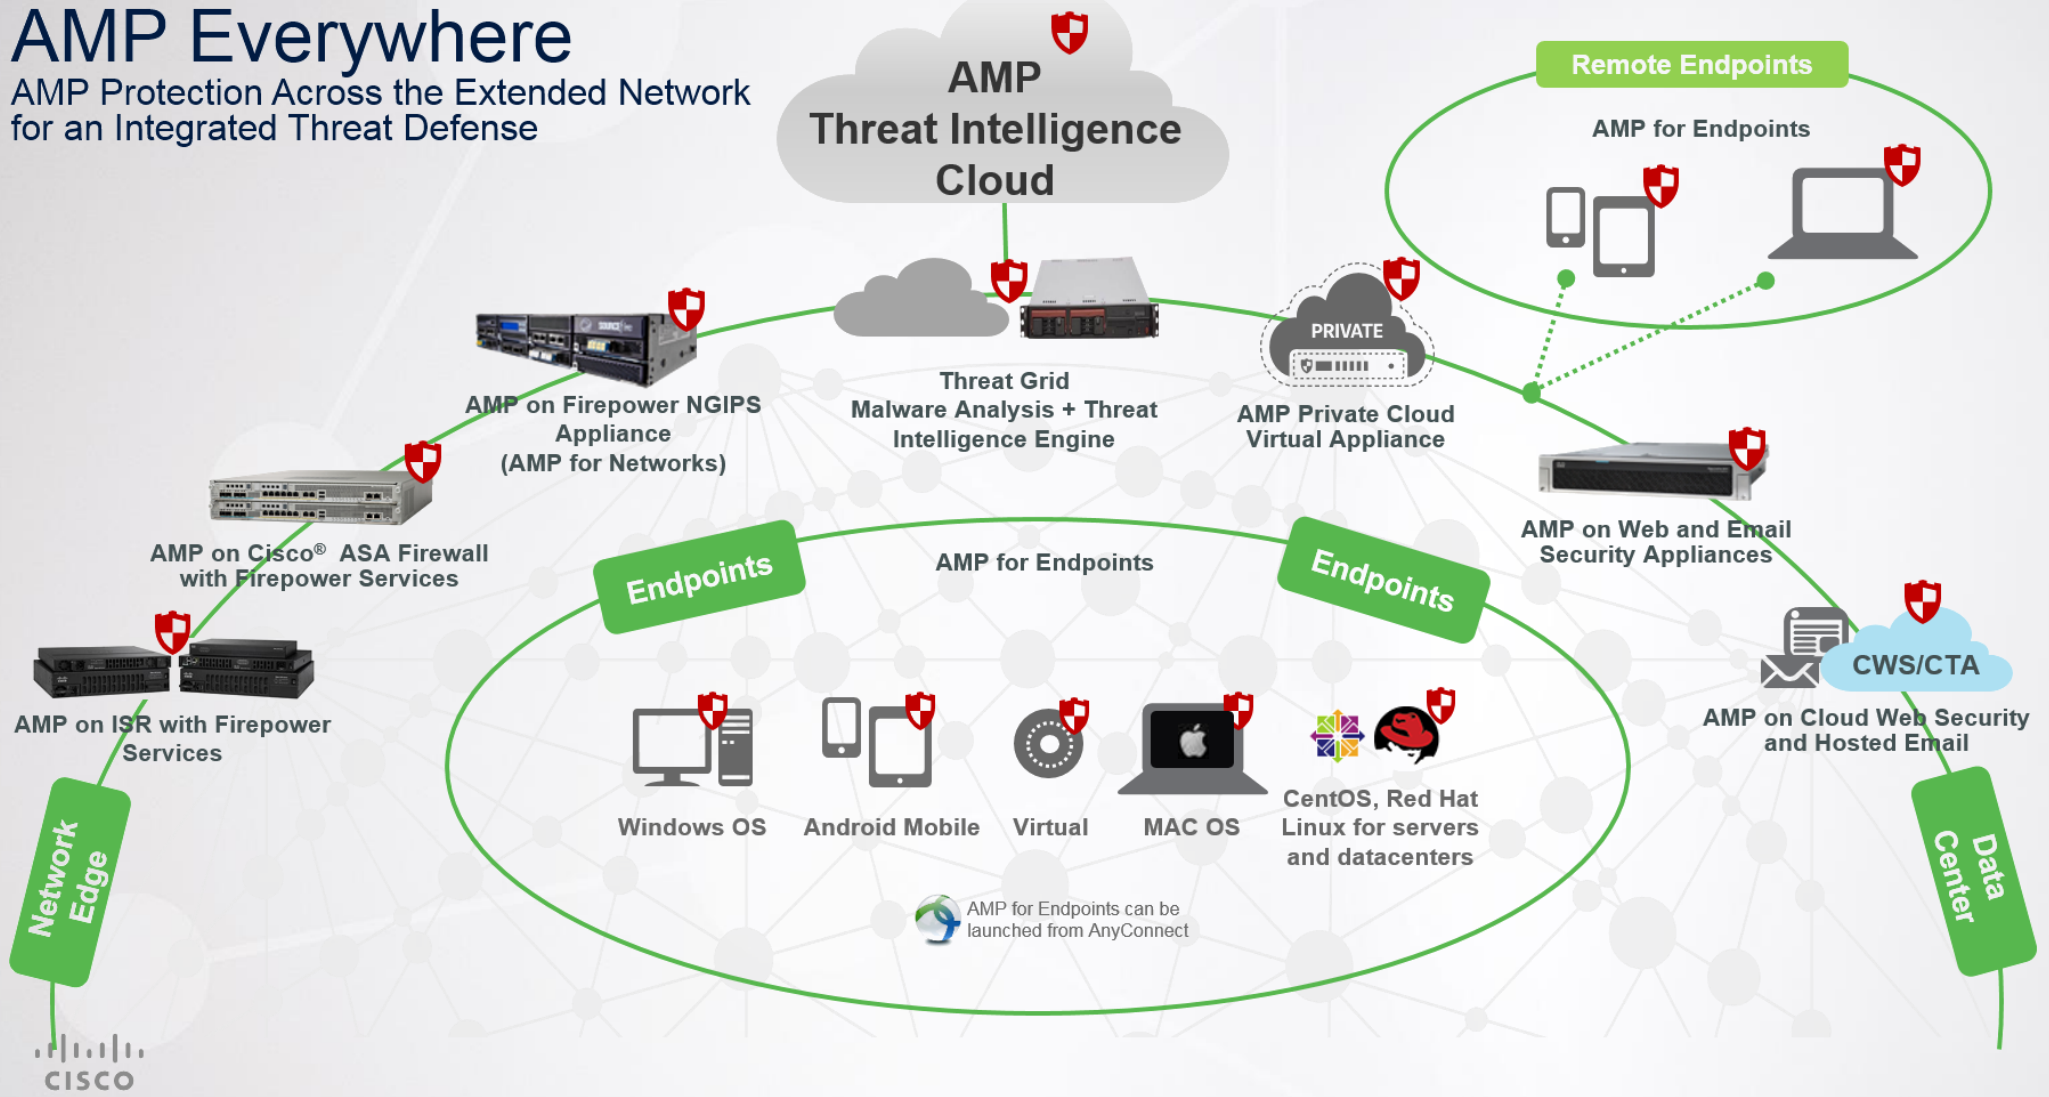 AMP Everywhere
AMP Protection Across the Extended Network
for an Integrated Threat Defense
AMP
Threat Intelligence
Cloud
Remote Endpoints
AMP for Endpoints
PRIVATE
AMP on Firepower NGIPS
Appliance
(AMP for Networks)
Threat Grid
Malware Analysis + Threat
Intelligence Engine
AMP Private Cloud
Virtual Appliance
AMP on Cisco® ASA Firewall
with Firepower Services
AMP on Web and Email
Security Appliances
Endpoints
AMP for Endpoints
Endpoints
AMP on ISR with Firepower
Services
CWS/CTA
AMP on Cloud Web Security
and Hosted Email
Windows OS
Android Mobile
Virtual
MAC OS
CentOS, Red Hat
Linux for servers
and datacenters
AMP for Endpoints can be
launched from AnyConnect
Network
Edge
Data
Center
CISCO